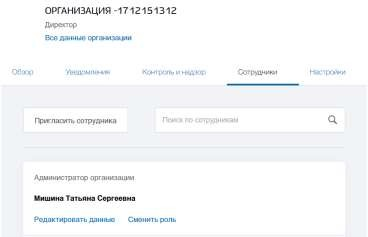 ОРГАНИЗАЦИЯ -1712151312
Директор
Все данные организации
Обзор Уведомления Контроль и надзор Сотрудники Настройки
Пригласить сотрудника Поиск по сотрудникам
Администратор организации
Мишина Татьяна Сергеевна
Редактировать данные Сменить роль